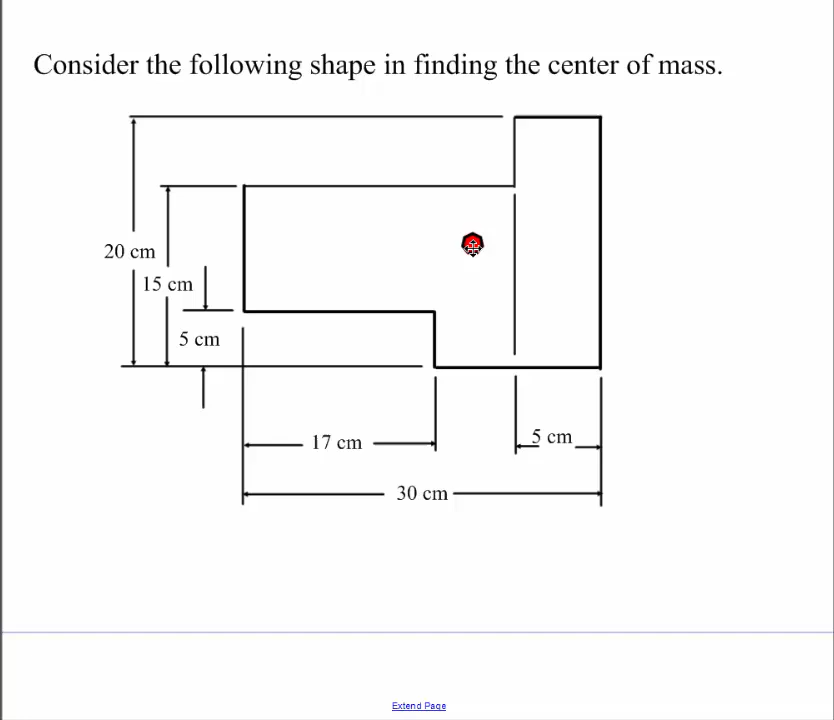 Consider the following shape in finding the center of mass.
20 cm
15 cm
5 cm
17 cm
5 cm
30 cm
Extend Page